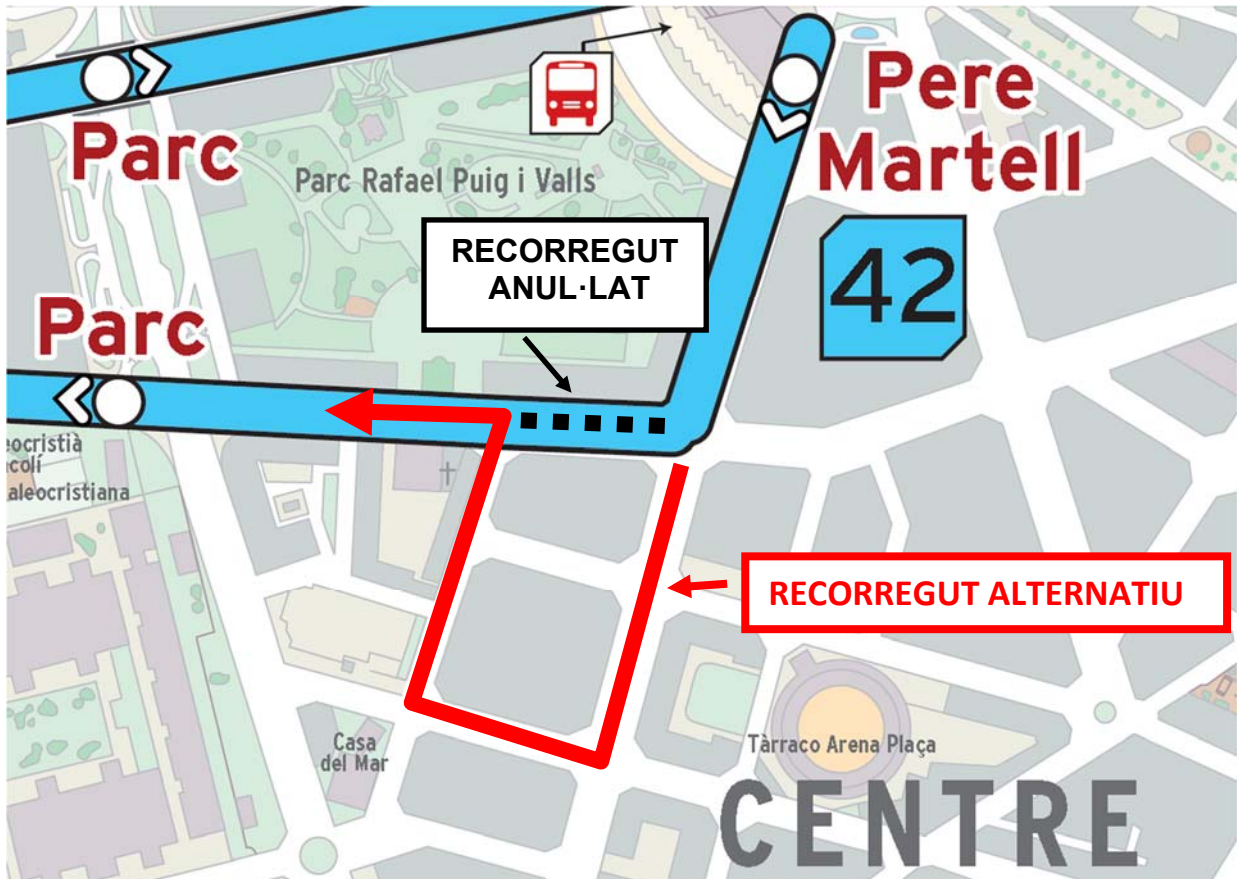 Parc
Pere
Martell
Parc Rafael Puig i Valls
RECORREGUT
ANUL·LAT
42
Parc
eocristià
colí
aleocristiana
RECORREGUT ALTERNATIU
Casa
del Mar
Tàrraco Arena Plaça
CENTRE